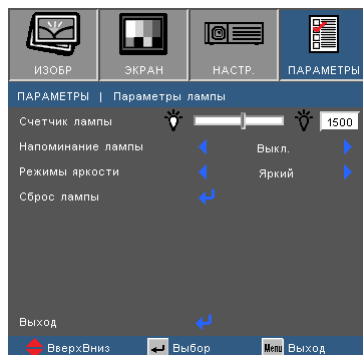 ИЗОБР ЭКРАН НАСТР. ПАРАМЕТРЫ
ПАРАМЕТРЫ | Параметры лампы
Счетчик лампы 1500
Напоминание лампы Выкл.
Режимы яркости Яркий
Сброс лампы
Выход
ВверхВниз Выбор Menu Выход